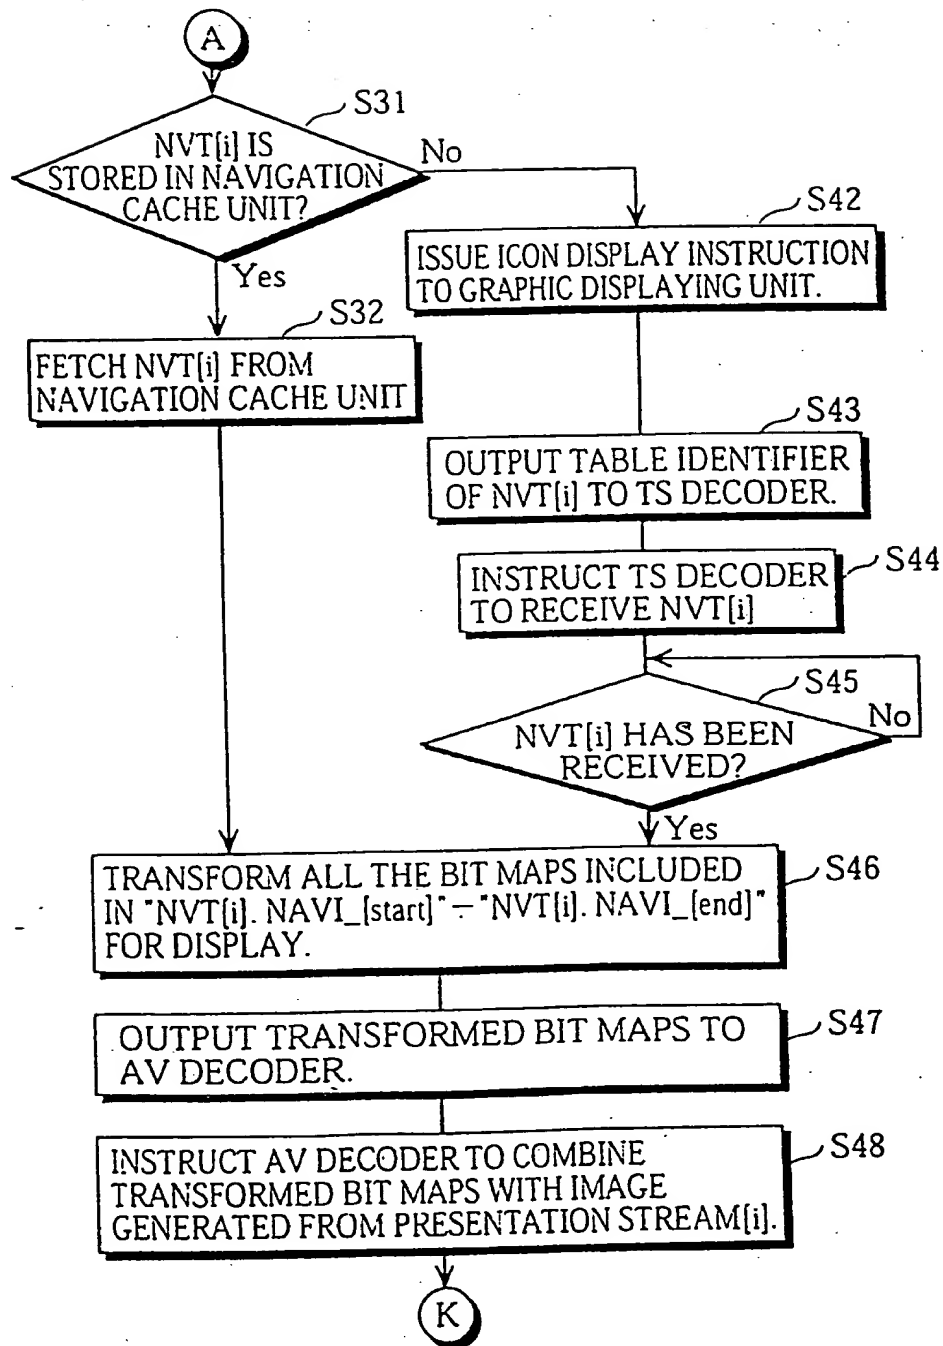 A
S31
NVT[i] IS
STORED IN NAVIGATION
CACHE UNIT?
No
Yes
S42
ISSUE ICON DISPLAY INSTRUCTION
TO GRAPHIC DISPLAYING UNIT.
S32
FETCH NVT[i] FROM
NAVIGATION CACHE UNIT
S43
OUTPUT TABLE IDENTIFIER
OF NVT[i] TO TS DECODER.
S44
INSTRUCT TS DECODER
TO RECEIVE NVT[i]
S45
NVT[i] HAS BEEN
RECEIVED?
No
Yes
S46
TRANSFORM ALL THE BIT MAPS INCLUDED
IN "NVT[i]. NAVI_[start]"–"NVT[i]. NAVI_[end]"
FOR DISPLAY.
S47
OUTPUT TRANSFORMED BIT MAPS TO
AV DECODER.
S48
INSTRUCT AV DECODER TO COMBINE
TRANSFORMED BIT MAPS WITH IMAGE
GENERATED FROM PRESENTATION STREAM[i].
K